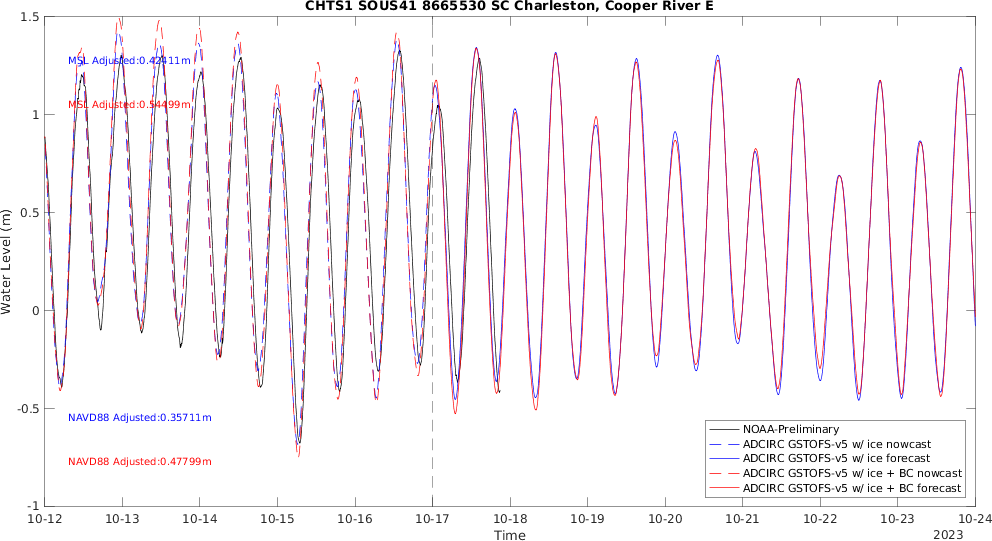 CHTS1 SOUS41 8665530 SC Charleston, Cooper River E
1.5
1
0.5
0
-0.5
-1
Water Level (m)
MSL Adjusted:0.42411m
MSL Adjusted:0.54499m
NAVD88 Adjusted:0.35711m
NAVD88 Adjusted:0.47799m
NOAA-Preliminary
ADCIRC GSTOFS-v5 w/ ice nowcast
ADCIRC GSTOFS-v5 w/ ice forecast
ADCIRC GSTOFS-v5 w/ ice + BC nowcast
ADCIRC GSTOFS-v5 w/ ice + BC forecast
10-12 10-13 10-14 10-15 10-16 10-17 10-18 10-19 10-20 10-21 10-22 10-23 10-24
Time
2023